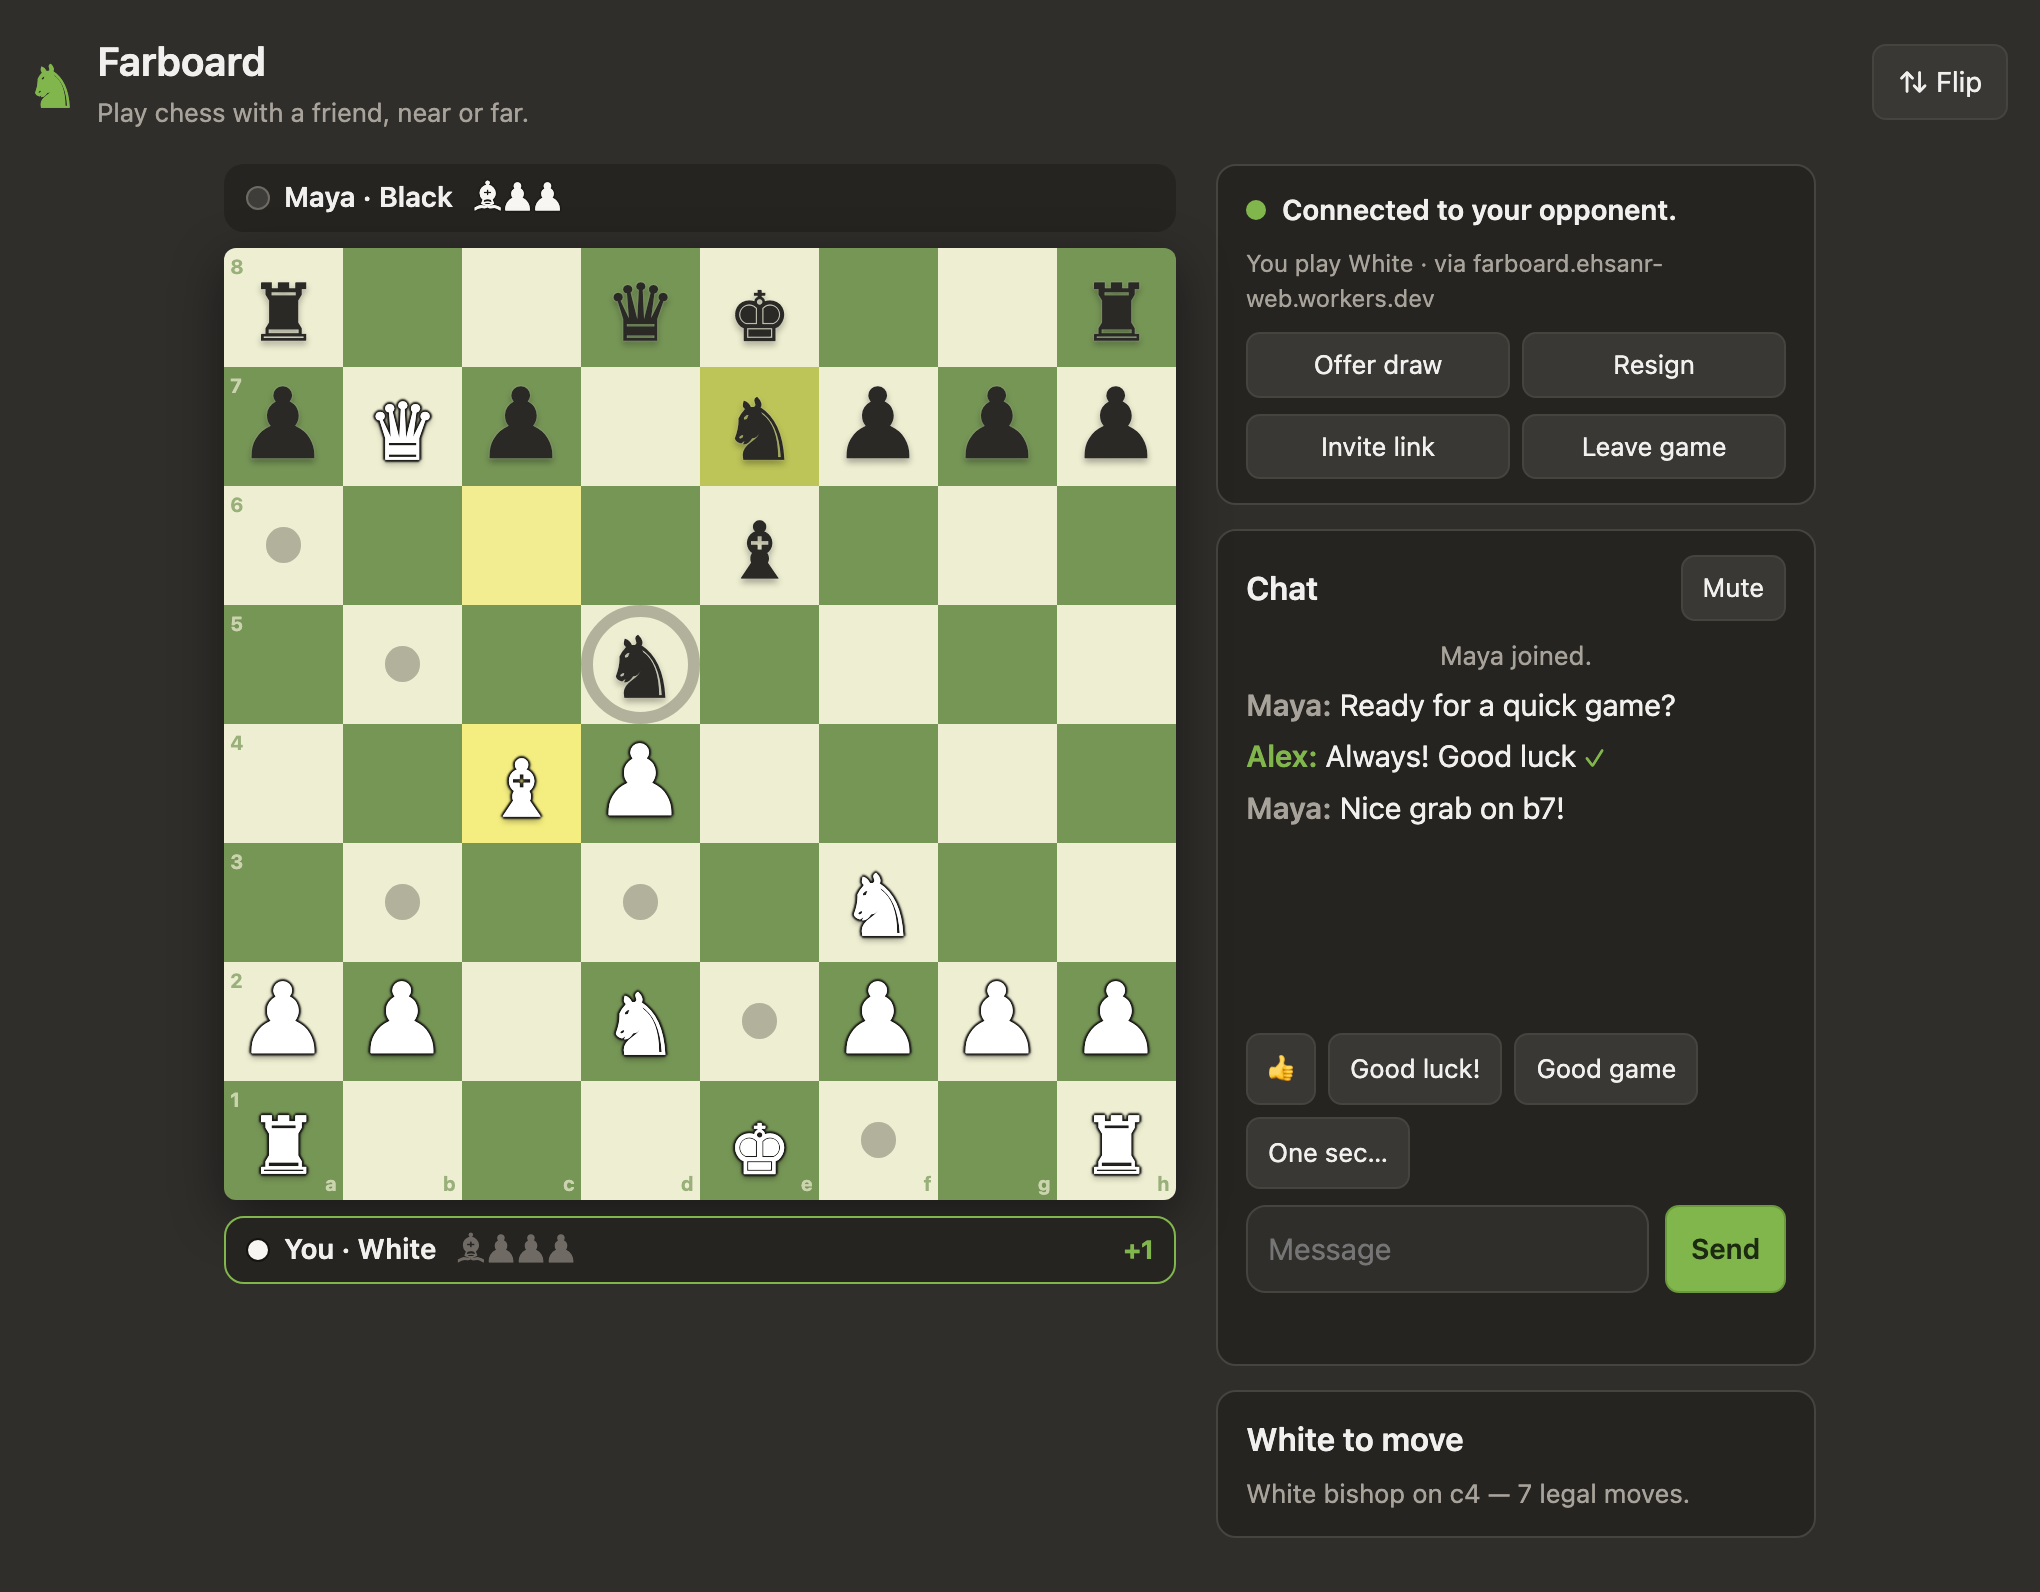 Farboard
Play chess with a friend, near or far.
Flip
Maya · Black
8
7
6
5
4
3
2
1
a
b
c
d
e
f
g
h
You · White
+1
Connected to your opponent.
You play White · via farboard.ehsanr-
web.workers.dev
Offer draw
Resign
Invite link
Leave game
Chat
Mute
Maya joined.
Maya: Ready for a quick game?
Alex: Always! Good luck ✓
Maya: Nice grab on b7!
👍
Good luck!
Good game
One sec…
Message
Send
White to move
White bishop on c4 — 7 legal moves.